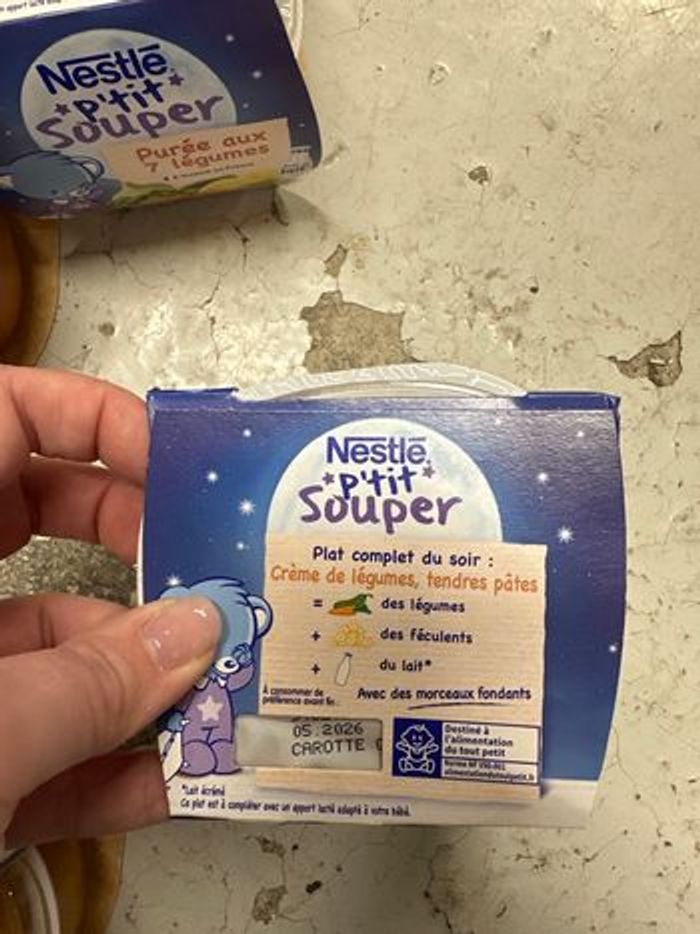 Nestlé
p'tit
Souper
Purée aux
7 légumes
Nestlé
p'tit
Souper
Plat complet du soir :
Crème de légumes, tendres pâtes
= des légumes
+ des féculents
+ du lait*
À consommer de
préférence avant fin :
Avec des morceaux fondants
05.2026
CAROTTE
Destiné à
l'alimentation
du tout petit
alimentationdutoutpetit.fr
*Lait écrémé
Ce plat est à compléter avec un apport lacté adapté à votre bébé.